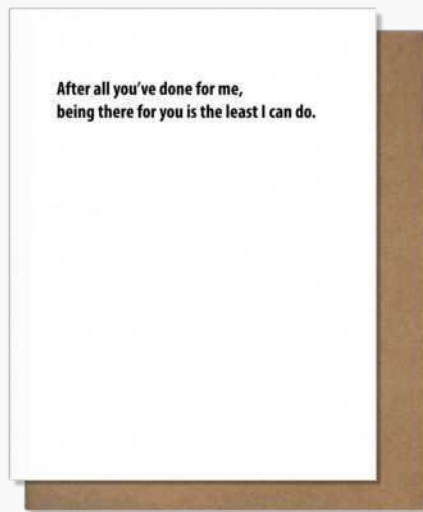 After all you've done for me,
being there for you is the least I can do.